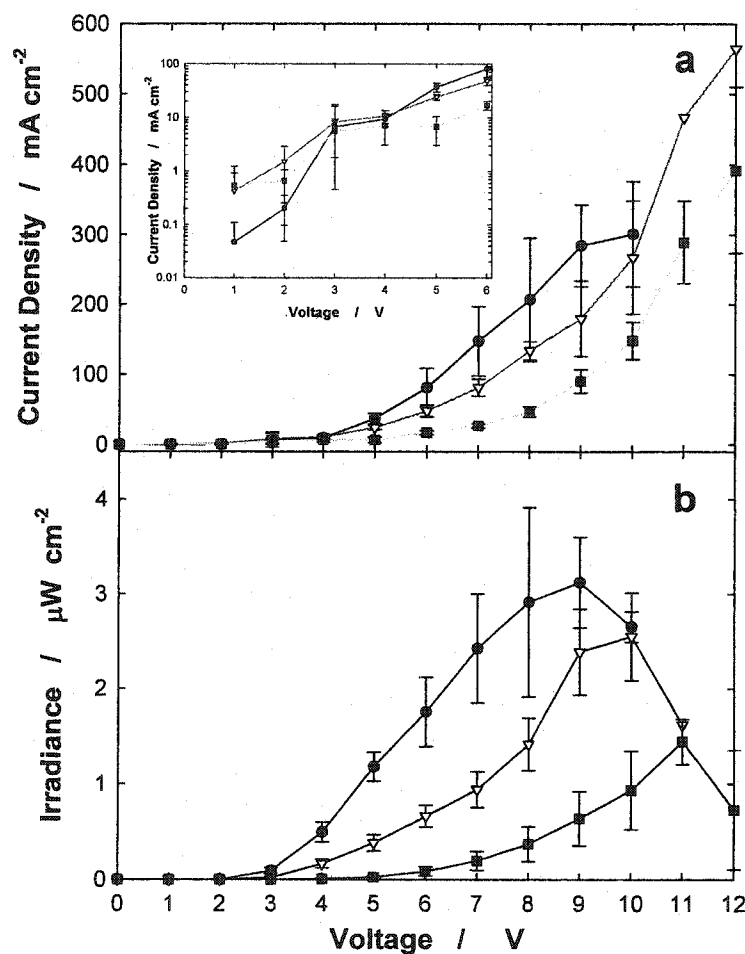 600
500
400
300
200
100
0
Current Density / mA cm-2
a
100
10
1
0.1
0.01
Current Density / mA cm-2
1 2 3 4 5 6
Voltage / V
4
3
2
1
0
Irradiance / μW cm-2
b
0 1 2 3 4 5 6 7 8 9 10 11 12
Voltage / V